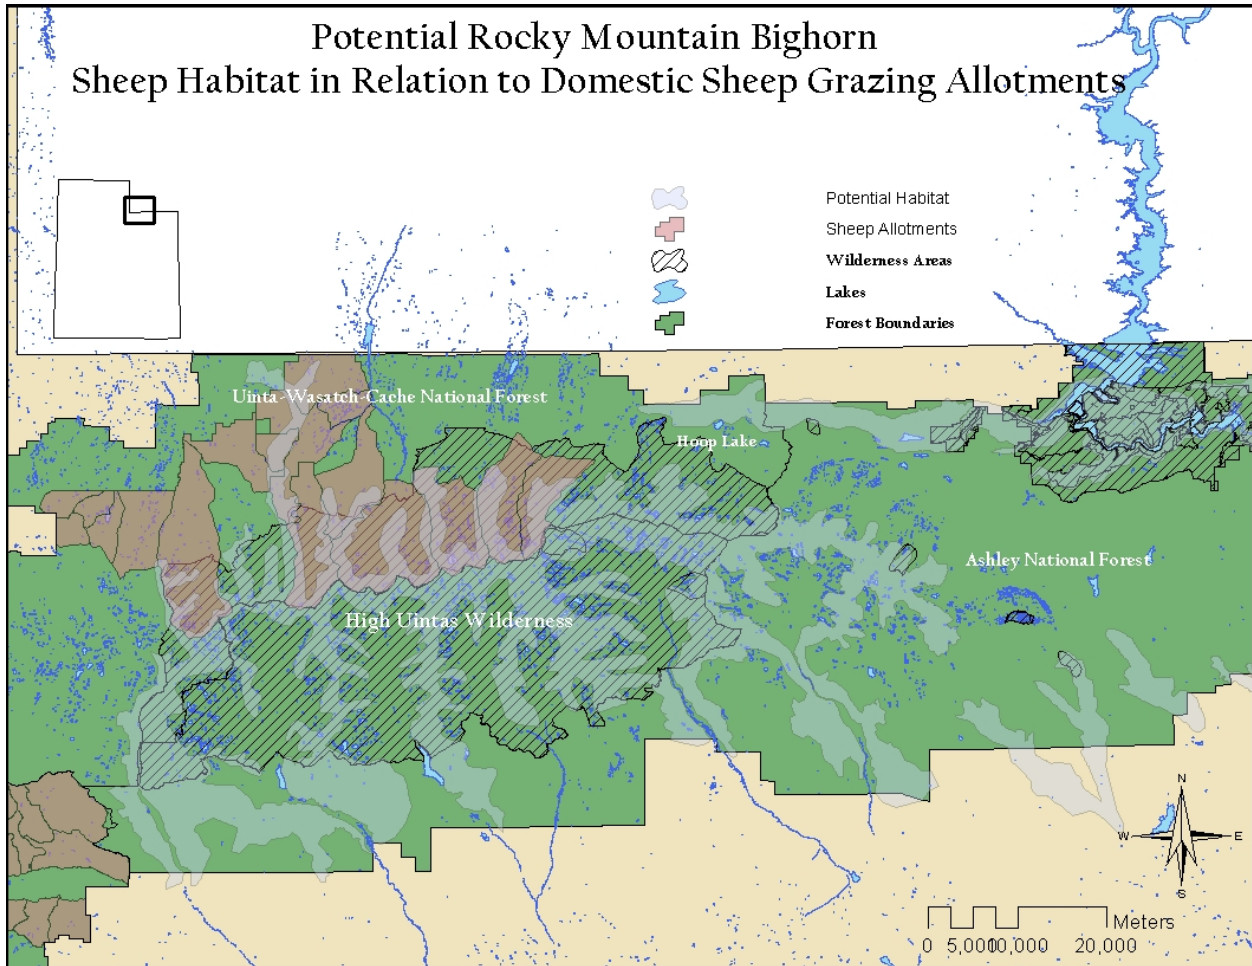 Potential Rocky Mountain Bighorn
Sheep Habitat in Relation to Domestic Sheep Grazing Allotments
Potential Habitat
Sheep Allotments
Wilderness Areas
Lakes
Forest Boundaries
Uinta-Wasatch-Cache National Forest
Hoop Lake
Ashley National Forest
High Uintas Wilderness
N
W E
S
Meters
0 5,000 10,000 20,000